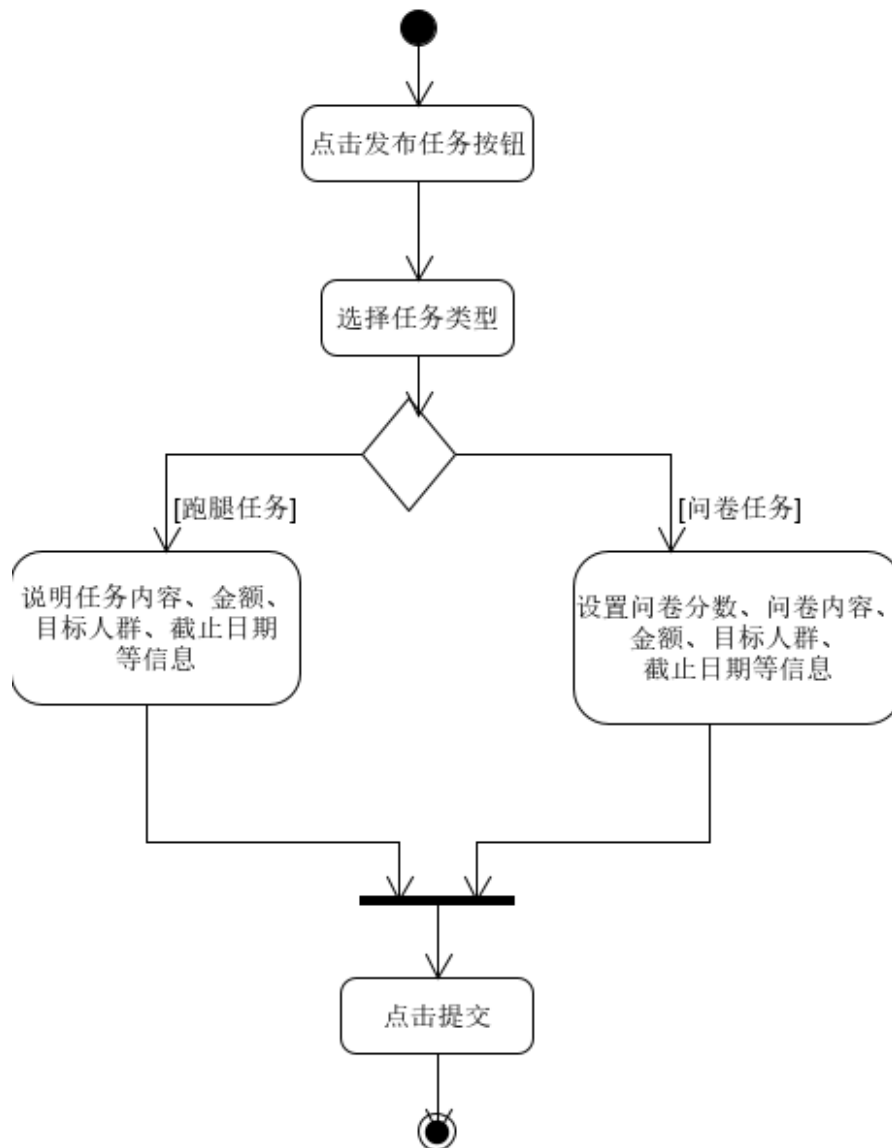 点击发布任务按钮
选择任务类型
[跑腿任务]
[问卷任务]
说明任务内容、金额、
目标人群、截止日期
等信息
设置问卷分数、问卷内容、
金额、目标人群、
截止日期等信息
点击提交